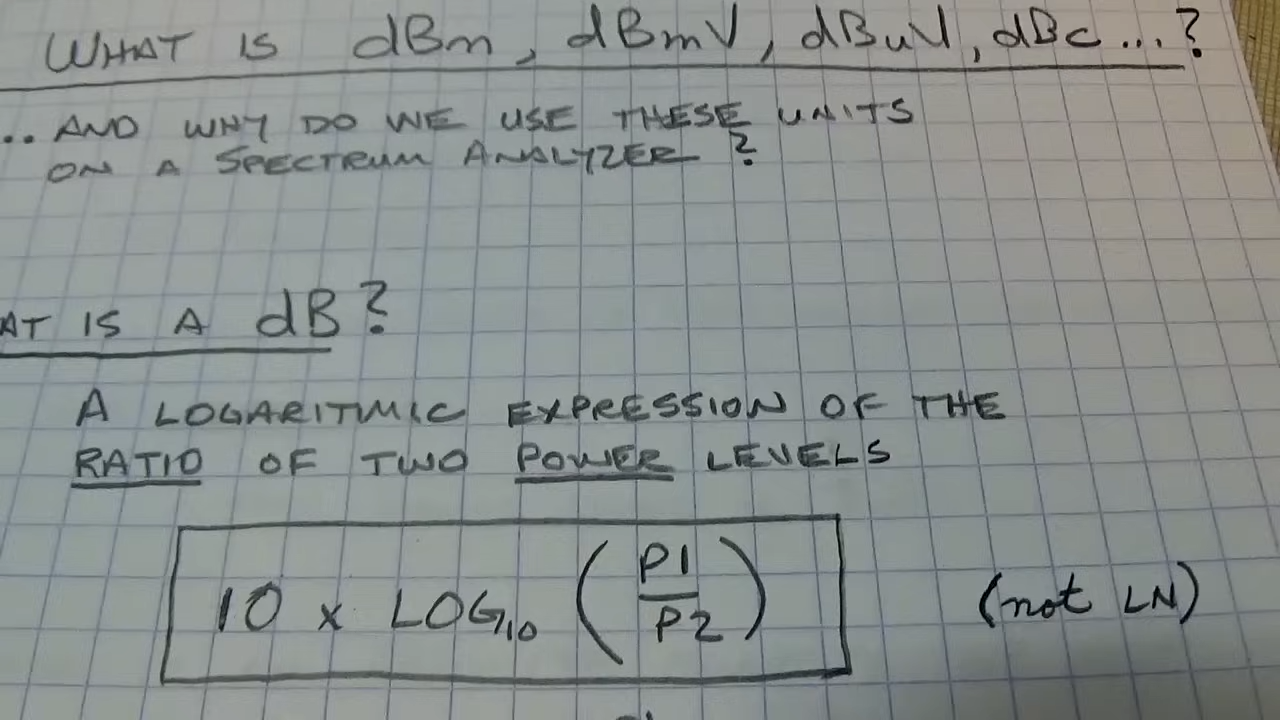 WHAT IS dBm, dBmV, dBuV, dBc...?
.. AND WHY DO WE USE THESE UNITS
ON A SPECTRUM ANALYZER?
AT IS A dB?
A LOGARITMIC EXPRESSION OF THE
RATIO OF TWO POWER LEVELS
10 x LOG10 (P1/P2) (not LN)